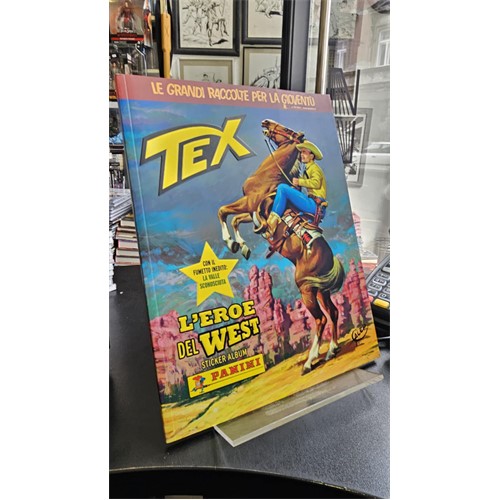 LE GRANDI RACCOLTE PER LA GIOVENTÙ
TEX
CON IL
FUMETTO INEDITO:
LA VALLE
SCONOSCIUTA
L'EROE
DEL WEST
STICKER ALBUM
PANINI